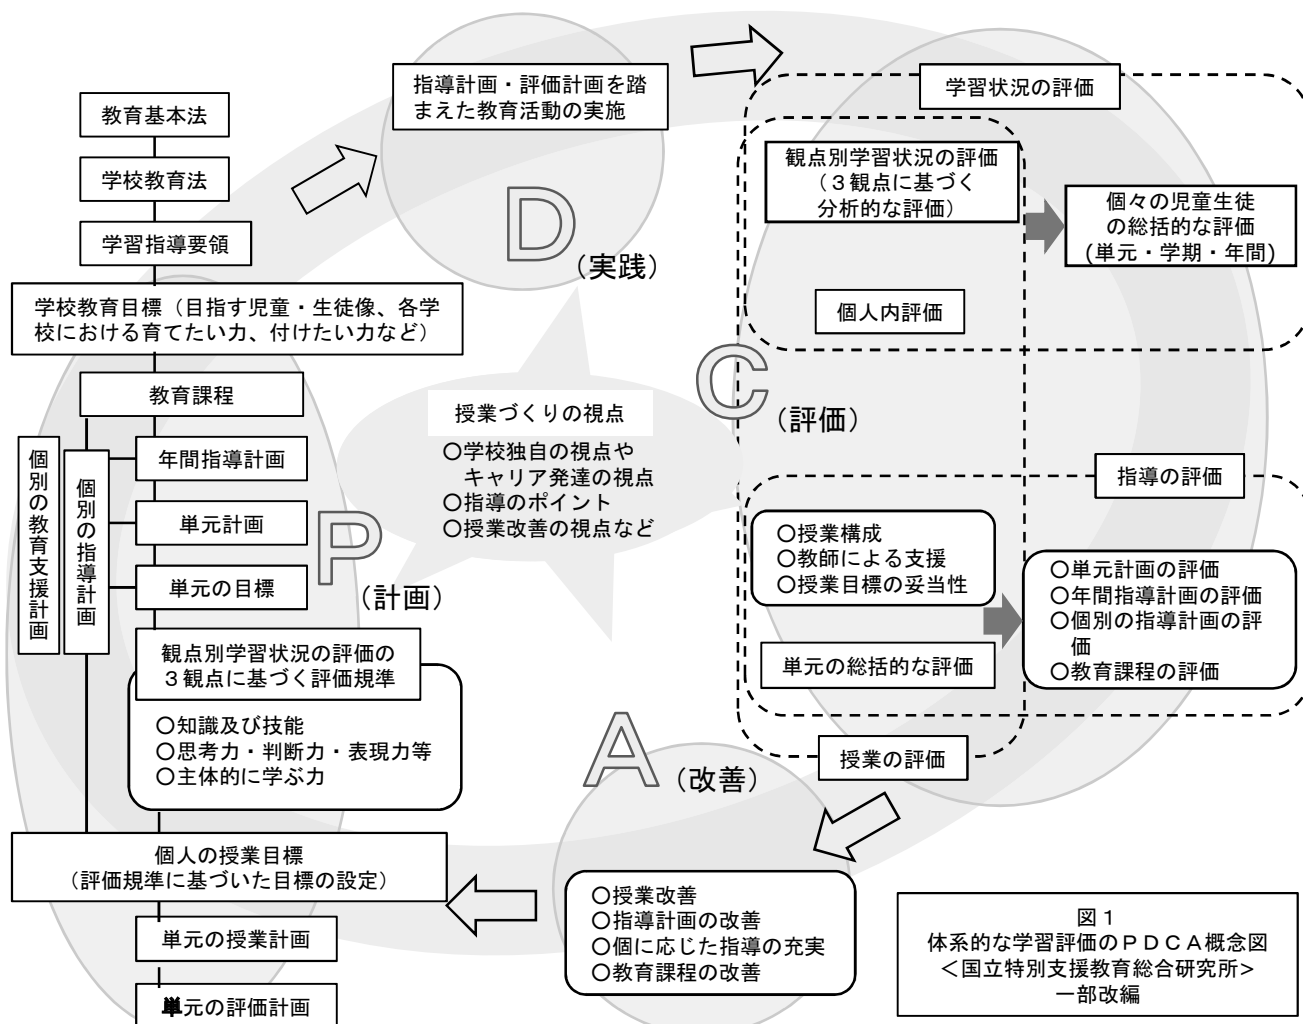 教育基本法
学校教育法
学習指導要領
学校教育目標（目指す児童・生徒像、各学
校における育てたい力、付けたい力など）
教育課程
個別の教育支援計画
個別の指導計画
年間指導計画
単元計画
単元の目標
観点別学習状況の評価の
３観点に基づく評価規準
○知識及び技能
○思考力・判断力・表現力等
○主体的に学ぶ力
個人の授業目標
（評価規準に基づいた目標の設定）
単元の授業計画
単元の評価計画
P
（計画）
指導計画・評価計画を踏
まえた教育活動の実施
D
（実践）
授業づくりの視点
○学校独自の視点や
キャリア発達の視点
○指導のポイント
○授業改善の視点など
C
（評価）
学習状況の評価
観点別学習状況の評価
（３観点に基づく
分析的な評価）
個々の児童生徒
の総括的な評価
(単元・学期・年間)
個人内評価
指導の評価
○授業構成
○教師による支援
○授業目標の妥当性
単元の総括的な評価
○単元計画の評価
○年間指導計画の評価
○個別の指導計画の評
価
○教育課程の評価
授業の評価
A
（改善）
○授業改善
○指導計画の改善
○個に応じた指導の充実
○教育課程の改善
図１
体系的な学習評価のＰＤＣＡ概念図
＜国立特別支援教育総合研究所＞
一部改編